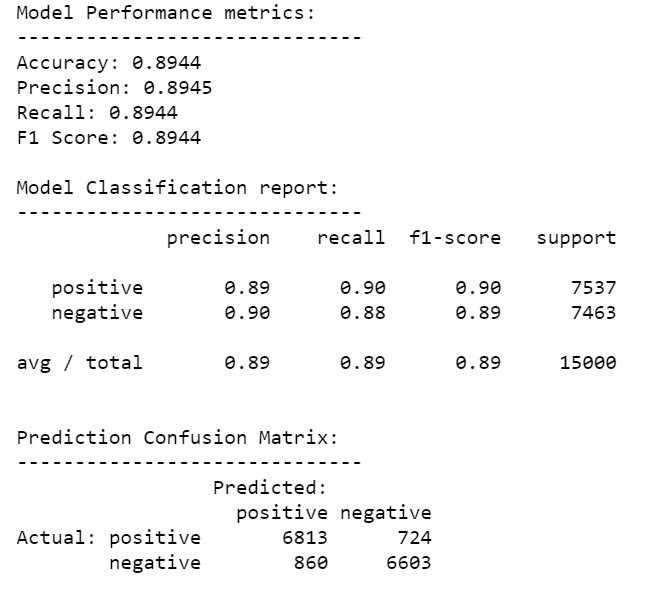 Model Performance metrics:
------------------------------
Accuracy: 0.8944
Precision: 0.8945
Recall: 0.8944
F1 Score: 0.8944
Model Classification report:
------------------------------
precision recall f1-score support
positive 0.89 0.90 0.90 7537
negative 0.90 0.88 0.89 7463
avg / total 0.89 0.89 0.89 15000
Prediction Confusion Matrix:
------------------------------
Predicted:
positive negative
Actual: positive 6813 724
negative 860 6603